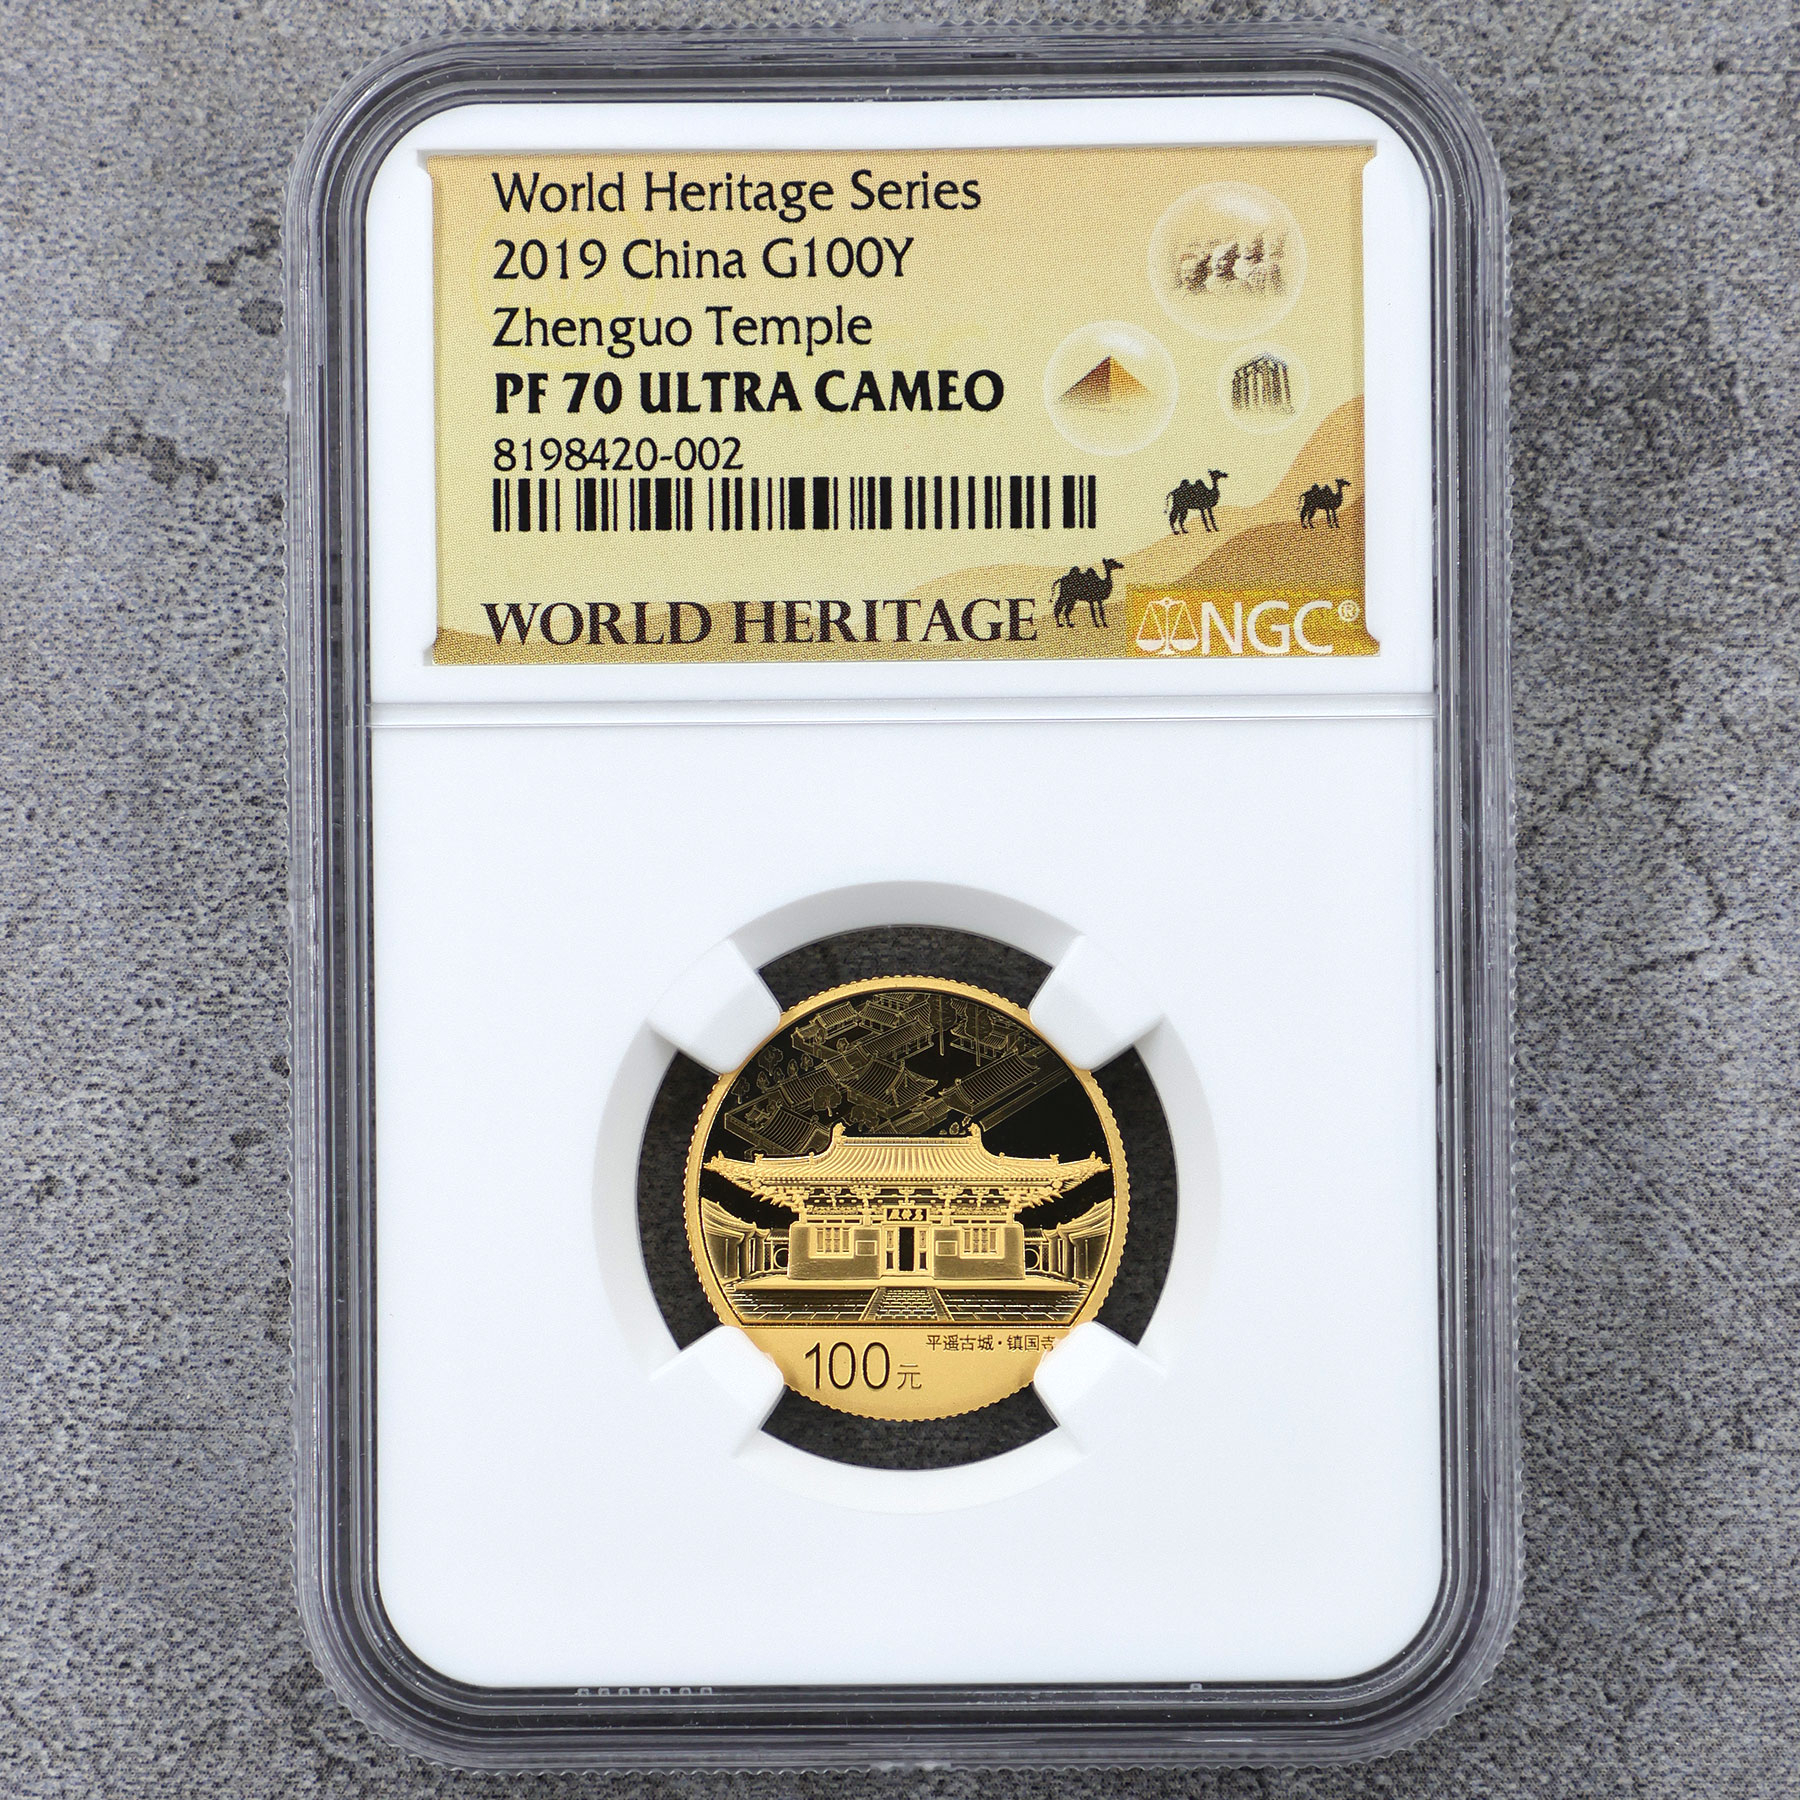 World Heritage Series
2019 China G100Y
Zhenguo Temple
PF 70 ULTRA CAMEO
8198420-002
WORLD HERITAGE
NGC®
平遥古城·镇国寺
100元